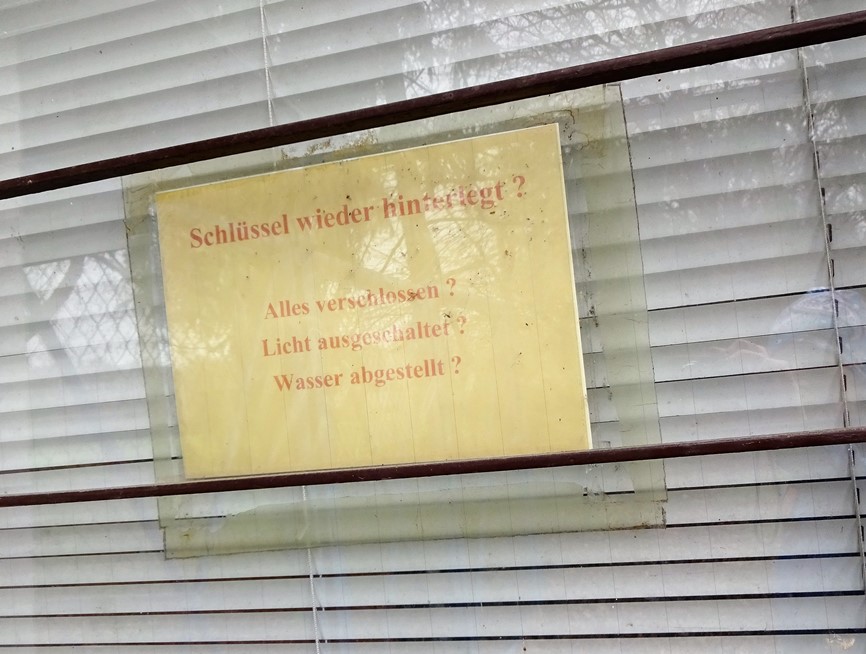 Schlüssel wieder hinterlegt ?
Alles verschlossen ?
Licht ausgeschaltet ?
Wasser abgestellt ?